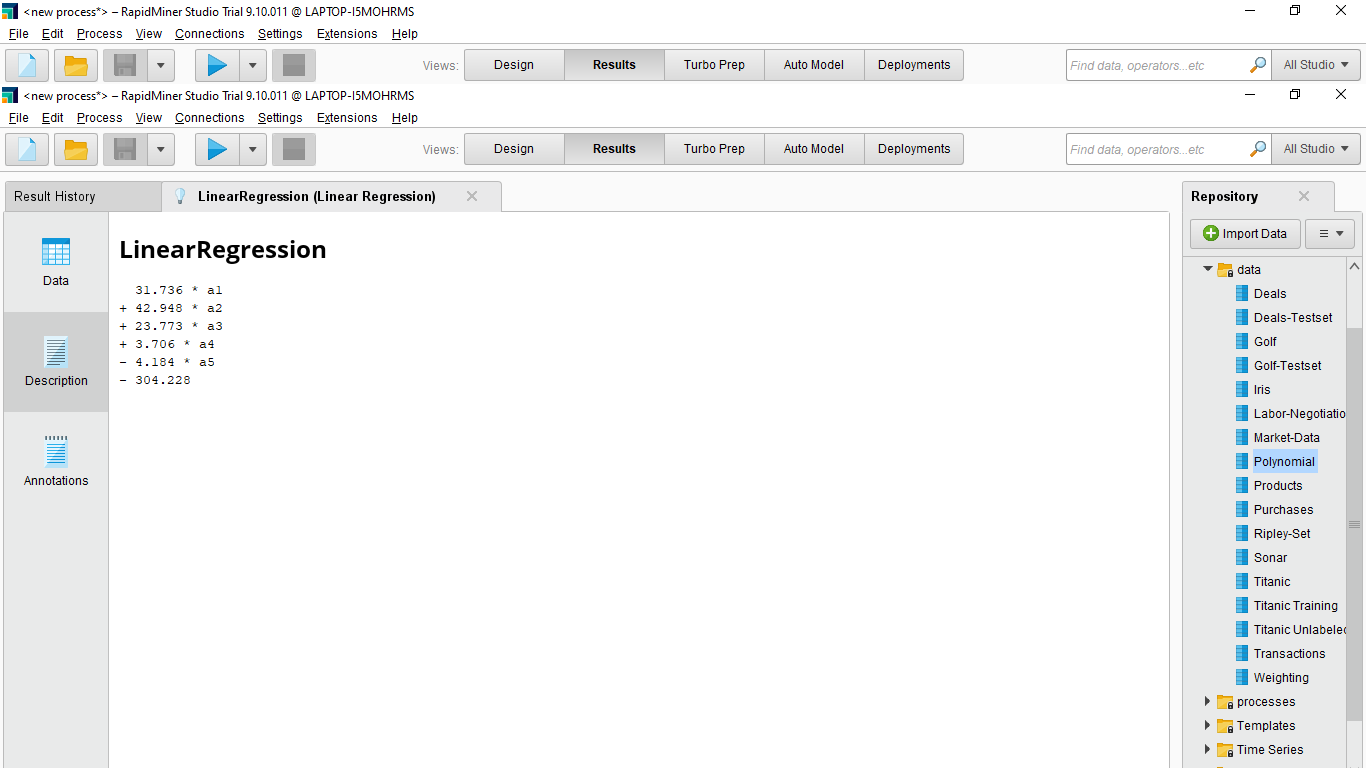 <new process*> – RapidMiner Studio Trial 9.10.011 @ LAPTOP-I5MOHRMS
File Edit Process View Connections Settings Extensions Help
Views: Design Results Turbo Prep Auto Model Deployments Find data, operators...etc All Studio
<new process*> – RapidMiner Studio Trial 9.10.011 @ LAPTOP-I5MOHRMS
File Edit Process View Connections Settings Extensions Help
Views: Design Results Turbo Prep Auto Model Deployments Find data, operators...etc All Studio
Result History LinearRegression (Linear Regression)
Data
Description
Annotations
LinearRegression
31.736 * a1
+ 42.948 * a2
+ 23.773 * a3
+ 3.706 * a4
- 4.184 * a5
- 304.228
Repository
Import Data
data
Deals
Deals-Testset
Golf
Golf-Testset
Iris
Labor-Negotiatio
Market-Data
Polynomial
Products
Purchases
Ripley-Set
Sonar
Titanic
Titanic Training
Titanic Unlabeled
Transactions
Weighting
processes
Templates
Time Series